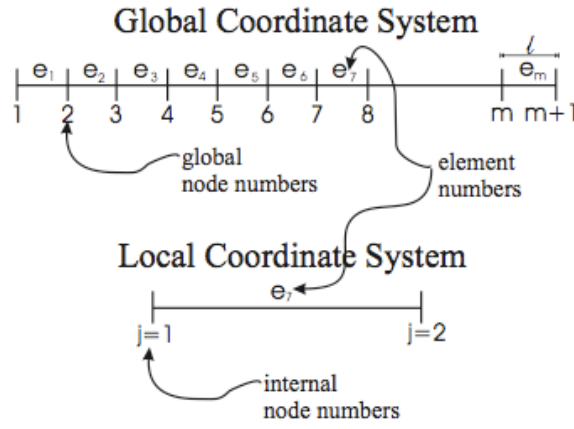 Global Coordinate System
e₁ e₂ e₃ e₄ e₅ e₆ e₇ ℓ eₘ
1 2 3 4 5 6 7 8 m m+1
global
node numbers
element
numbers
Local Coordinate System
e₇
j=1 j=2
internal
node numbers